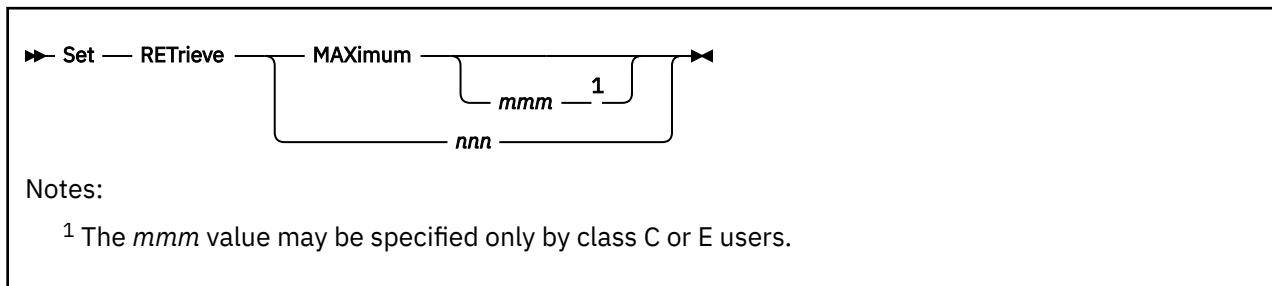 Set RETrieve MAXimum
mmm 1
nnn
Notes:
1 The mmm value may be specified only by class C or E users.